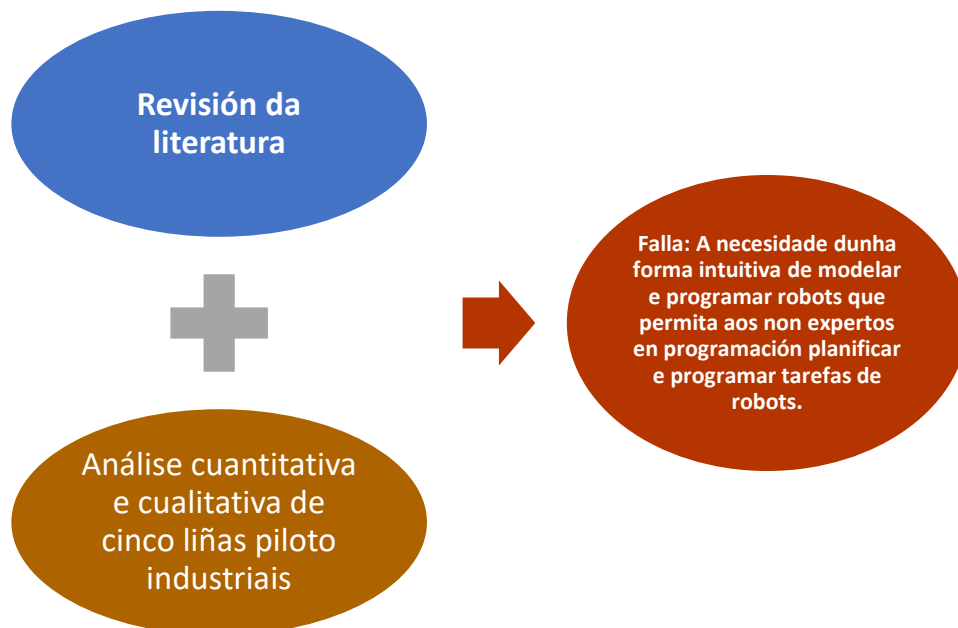 Revisión da
literatura
Análise cuantitativa
e cualitativa de
cinco liñas piloto
industriais
Falla: A necesidade dunha
forma intuitiva de modelar
e programar robots que
permita aos non expertos
en programación planificar
e programar tarefas de
robots.